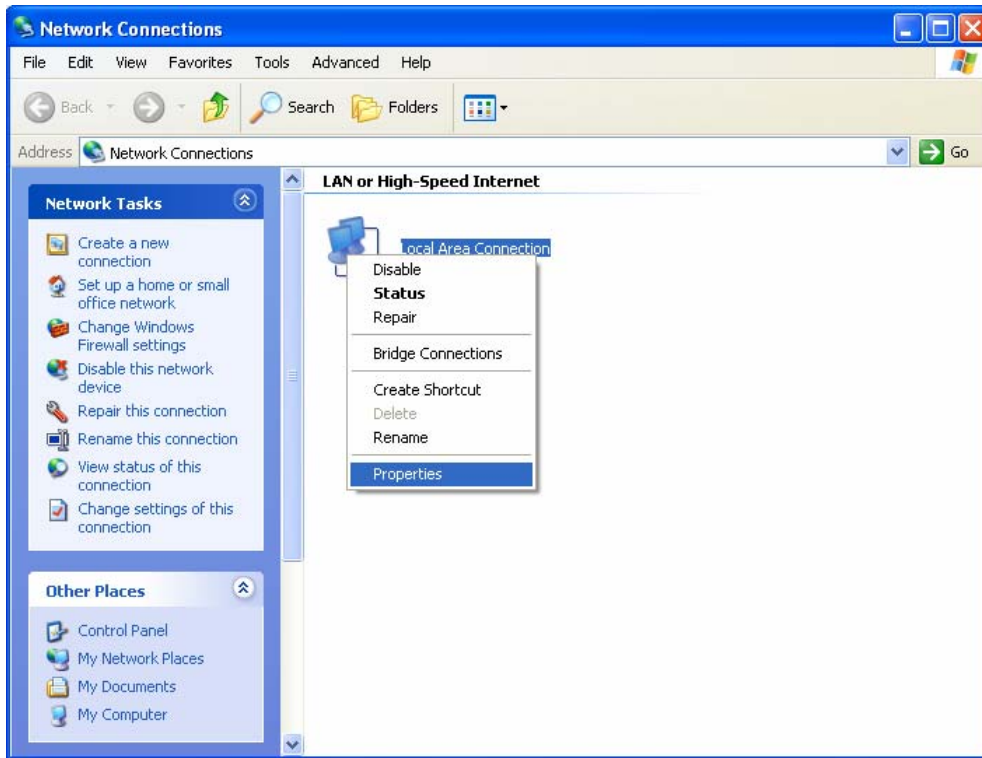 Network Connections
File Edit View Favorites Tools Advanced Help
Back Search Folders
Address Network Connections Go
Network Tasks
Create a new
connection
Set up a home or small
office network
Change Windows
Firewall settings
Disable this network
device
Repair this connection
Rename this connection
View status of this
connection
Change settings of this
connection
Other Places
Control Panel
My Network Places
My Documents
My Computer
LAN or High-Speed Internet
Local Area Connection
Disable
Status
Repair
Bridge Connections
Create Shortcut
Delete
Rename
Properties